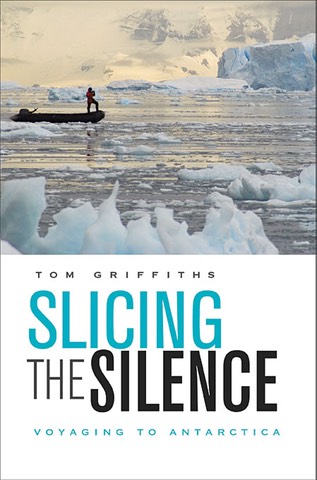 TOM GRIFFITHS
SLICING
THE SILENCE
VOYAGING TO ANTARCTICA